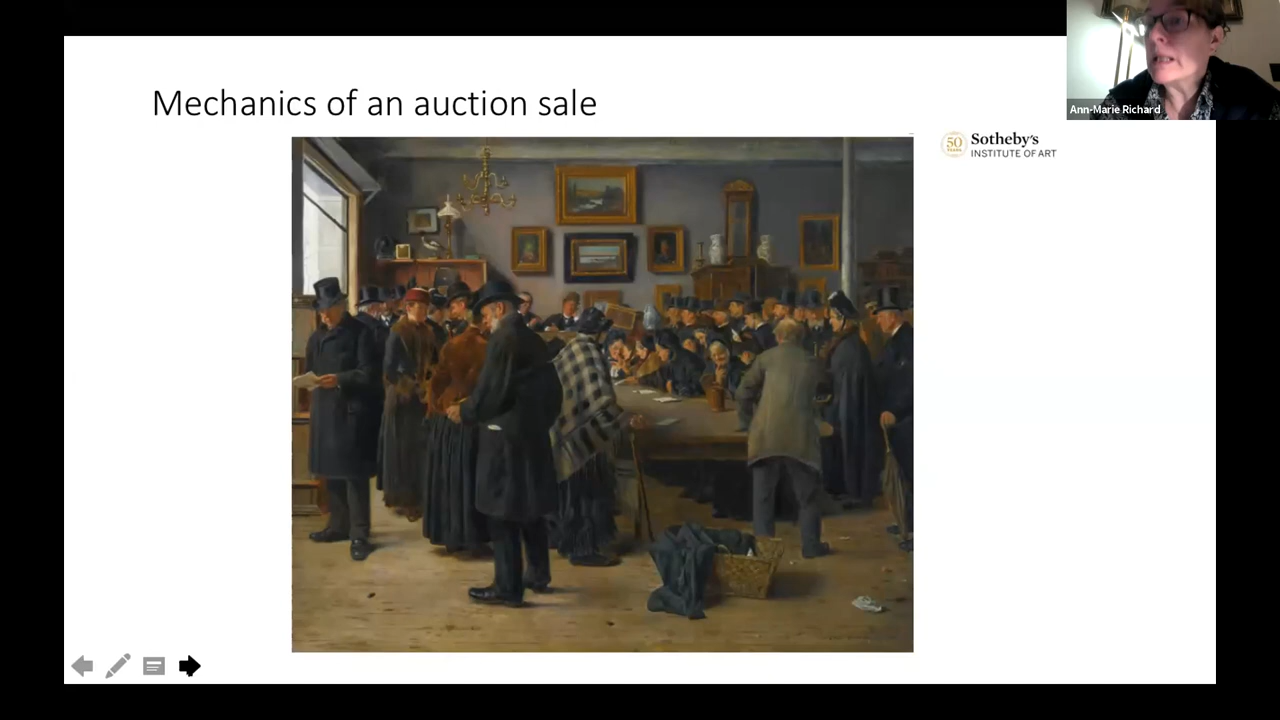 Mechanics of an auction sale
Ann-Marie Richard
50
YEARS
Sotheby's
INSTITUTE OF ART